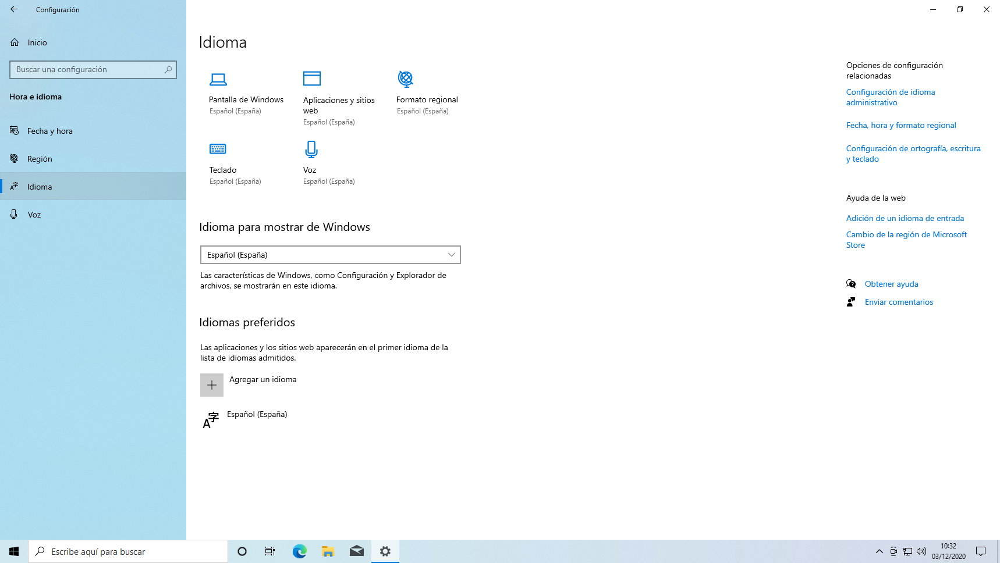 Configuración
Inicio
Buscar una configuración
Hora e idioma
Fecha y hora
Región
Idioma
Voz
Idioma
Pantalla de Windows
Español (España)
Aplicaciones y sitios
web
Español (España)
Formato regional
Español (España)
Teclado
Español (España)
Voz
Español (España)
Idioma para mostrar de Windows
Español (España)
Las características de Windows, como Configuración y Explorador de
archivos, se mostrarán en este idioma.
Idiomas preferidos
Las aplicaciones y los sitios web aparecerán en el primer idioma de la
lista de idiomas admitidos.
Agregar un idioma
Español (España)
Opciones de configuración
relacionadas
Configuración de idioma
administrativo
Fecha, hora y formato regional
Configuración de ortografía, escritura
y teclado
Ayuda de la web
Adición de un idioma de entrada
Cambio de la región de Microsoft
Store
Obtener ayuda
Enviar comentarios
Escribe aquí para buscar
10:32
03/12/2020